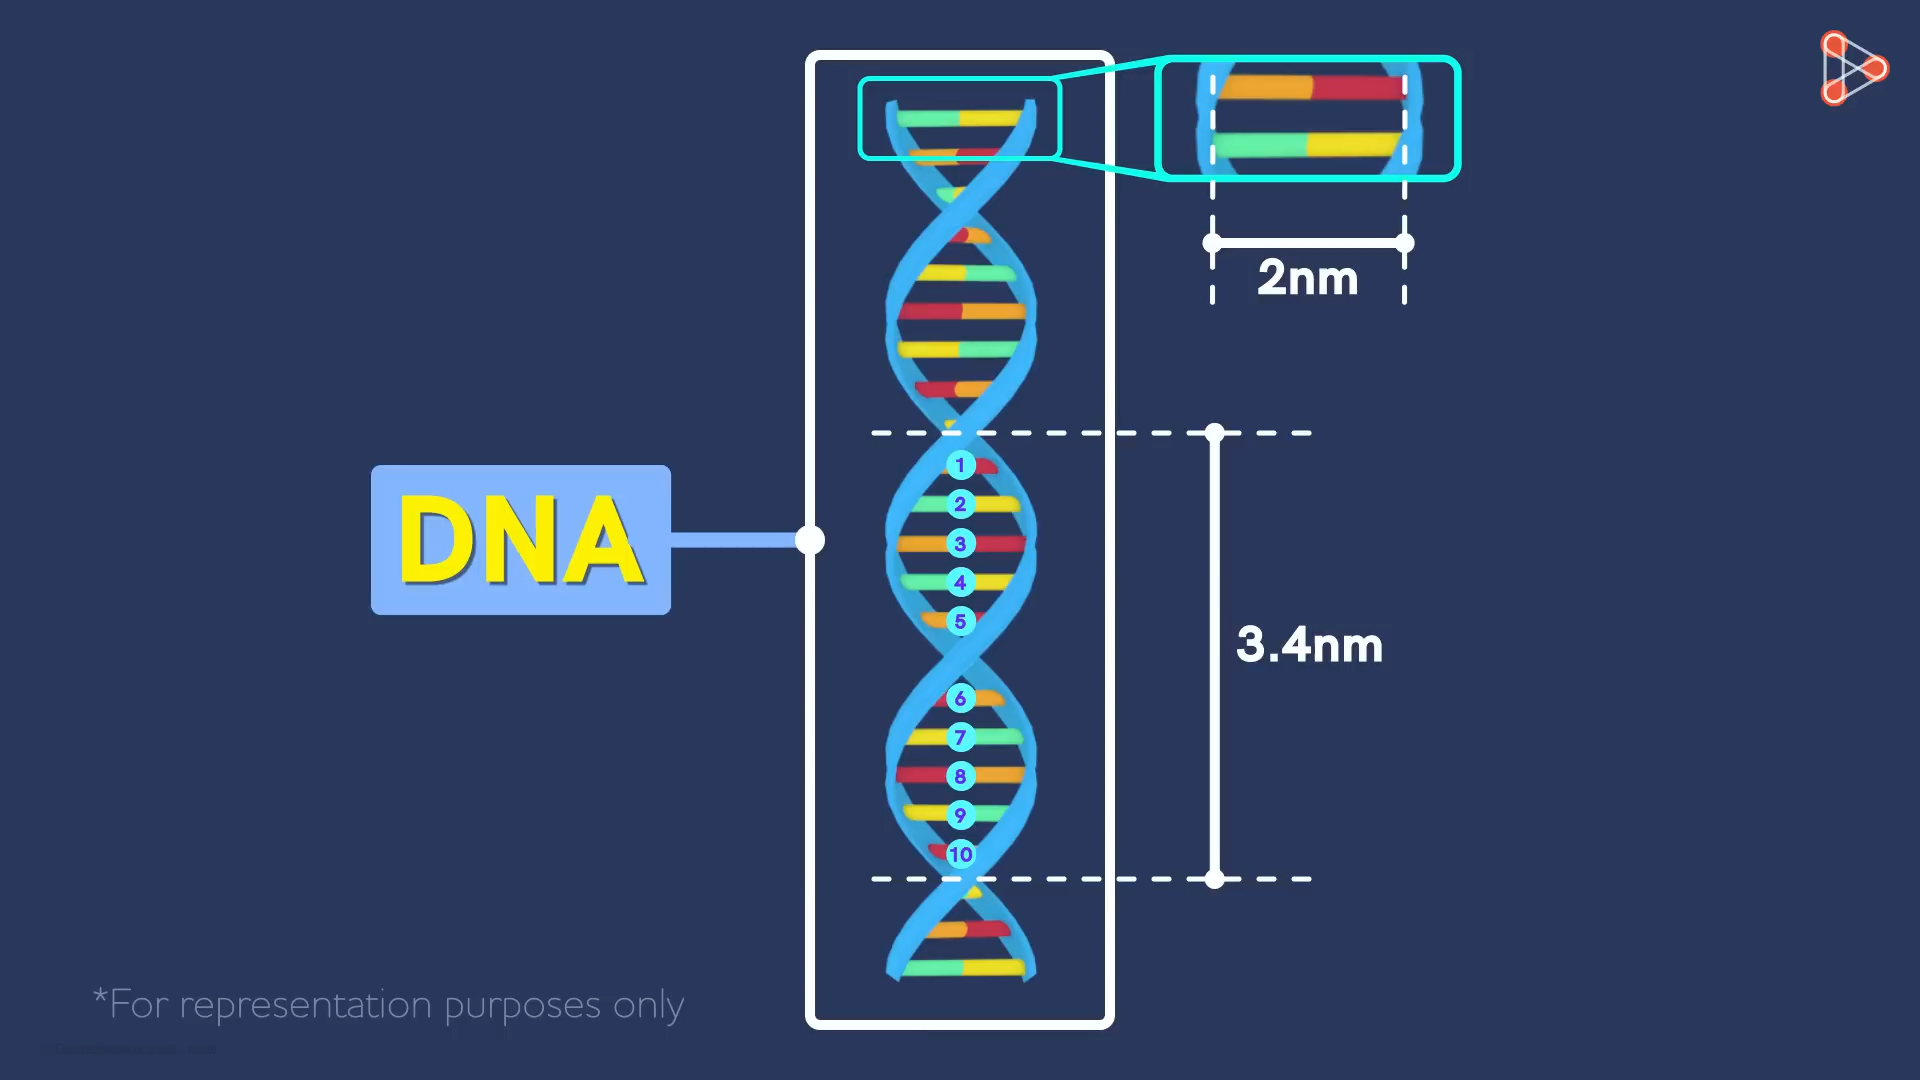 2nm
DNA
1
2
3
4
5
6
7
8
9
10
3.4nm
*For representation purposes only